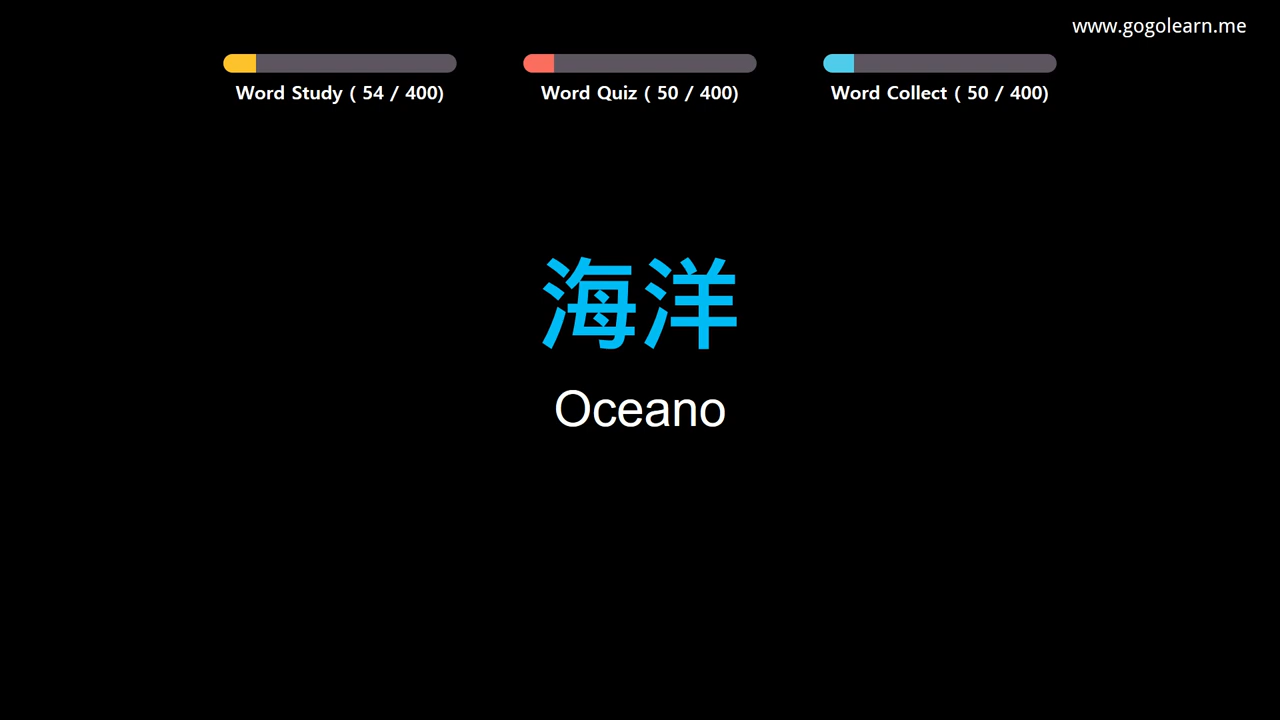 www.gogolearn.me
Word Study ( 54 / 400)
Word Quiz ( 50 / 400)
Word Collect ( 50 / 400)
海洋
Oceano